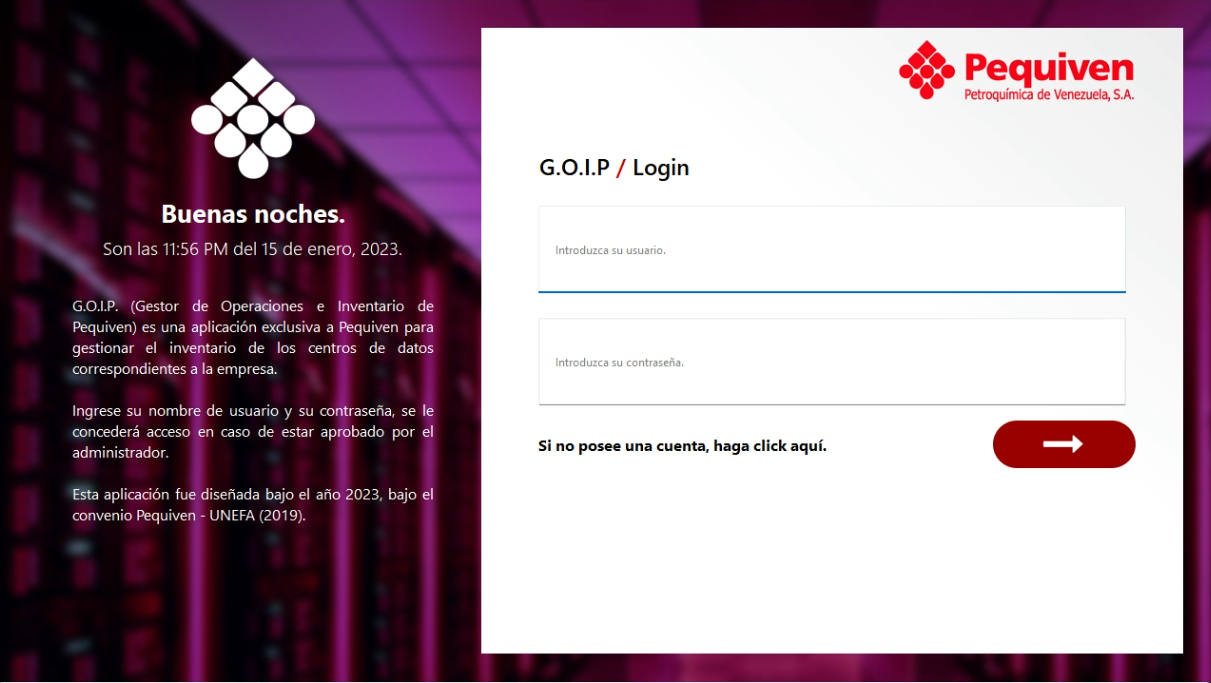 Buenas noches.
Son las 11:56 PM del 15 de enero, 2023.
G.O.I.P. (Gestor de Operaciones e Inventario de
Pequiven) es una aplicación exclusiva a Pequiven para
gestionar el inventario de los centros de datos
correspondientes a la empresa.
Ingrese su nombre de usuario y su contraseña, se le
concederá acceso en caso de estar aprobado por el
administrador.
Esta aplicación fue diseñada bajo el año 2023, bajo el
convenio Pequiven - UNEFA (2019).
Pequiven
Petroquímica de Venezuela, S.A.
G.O.I.P / Login
Introduzca su usuario.
Introduzca su contraseña.
Si no posee una cuenta, haga click aquí.